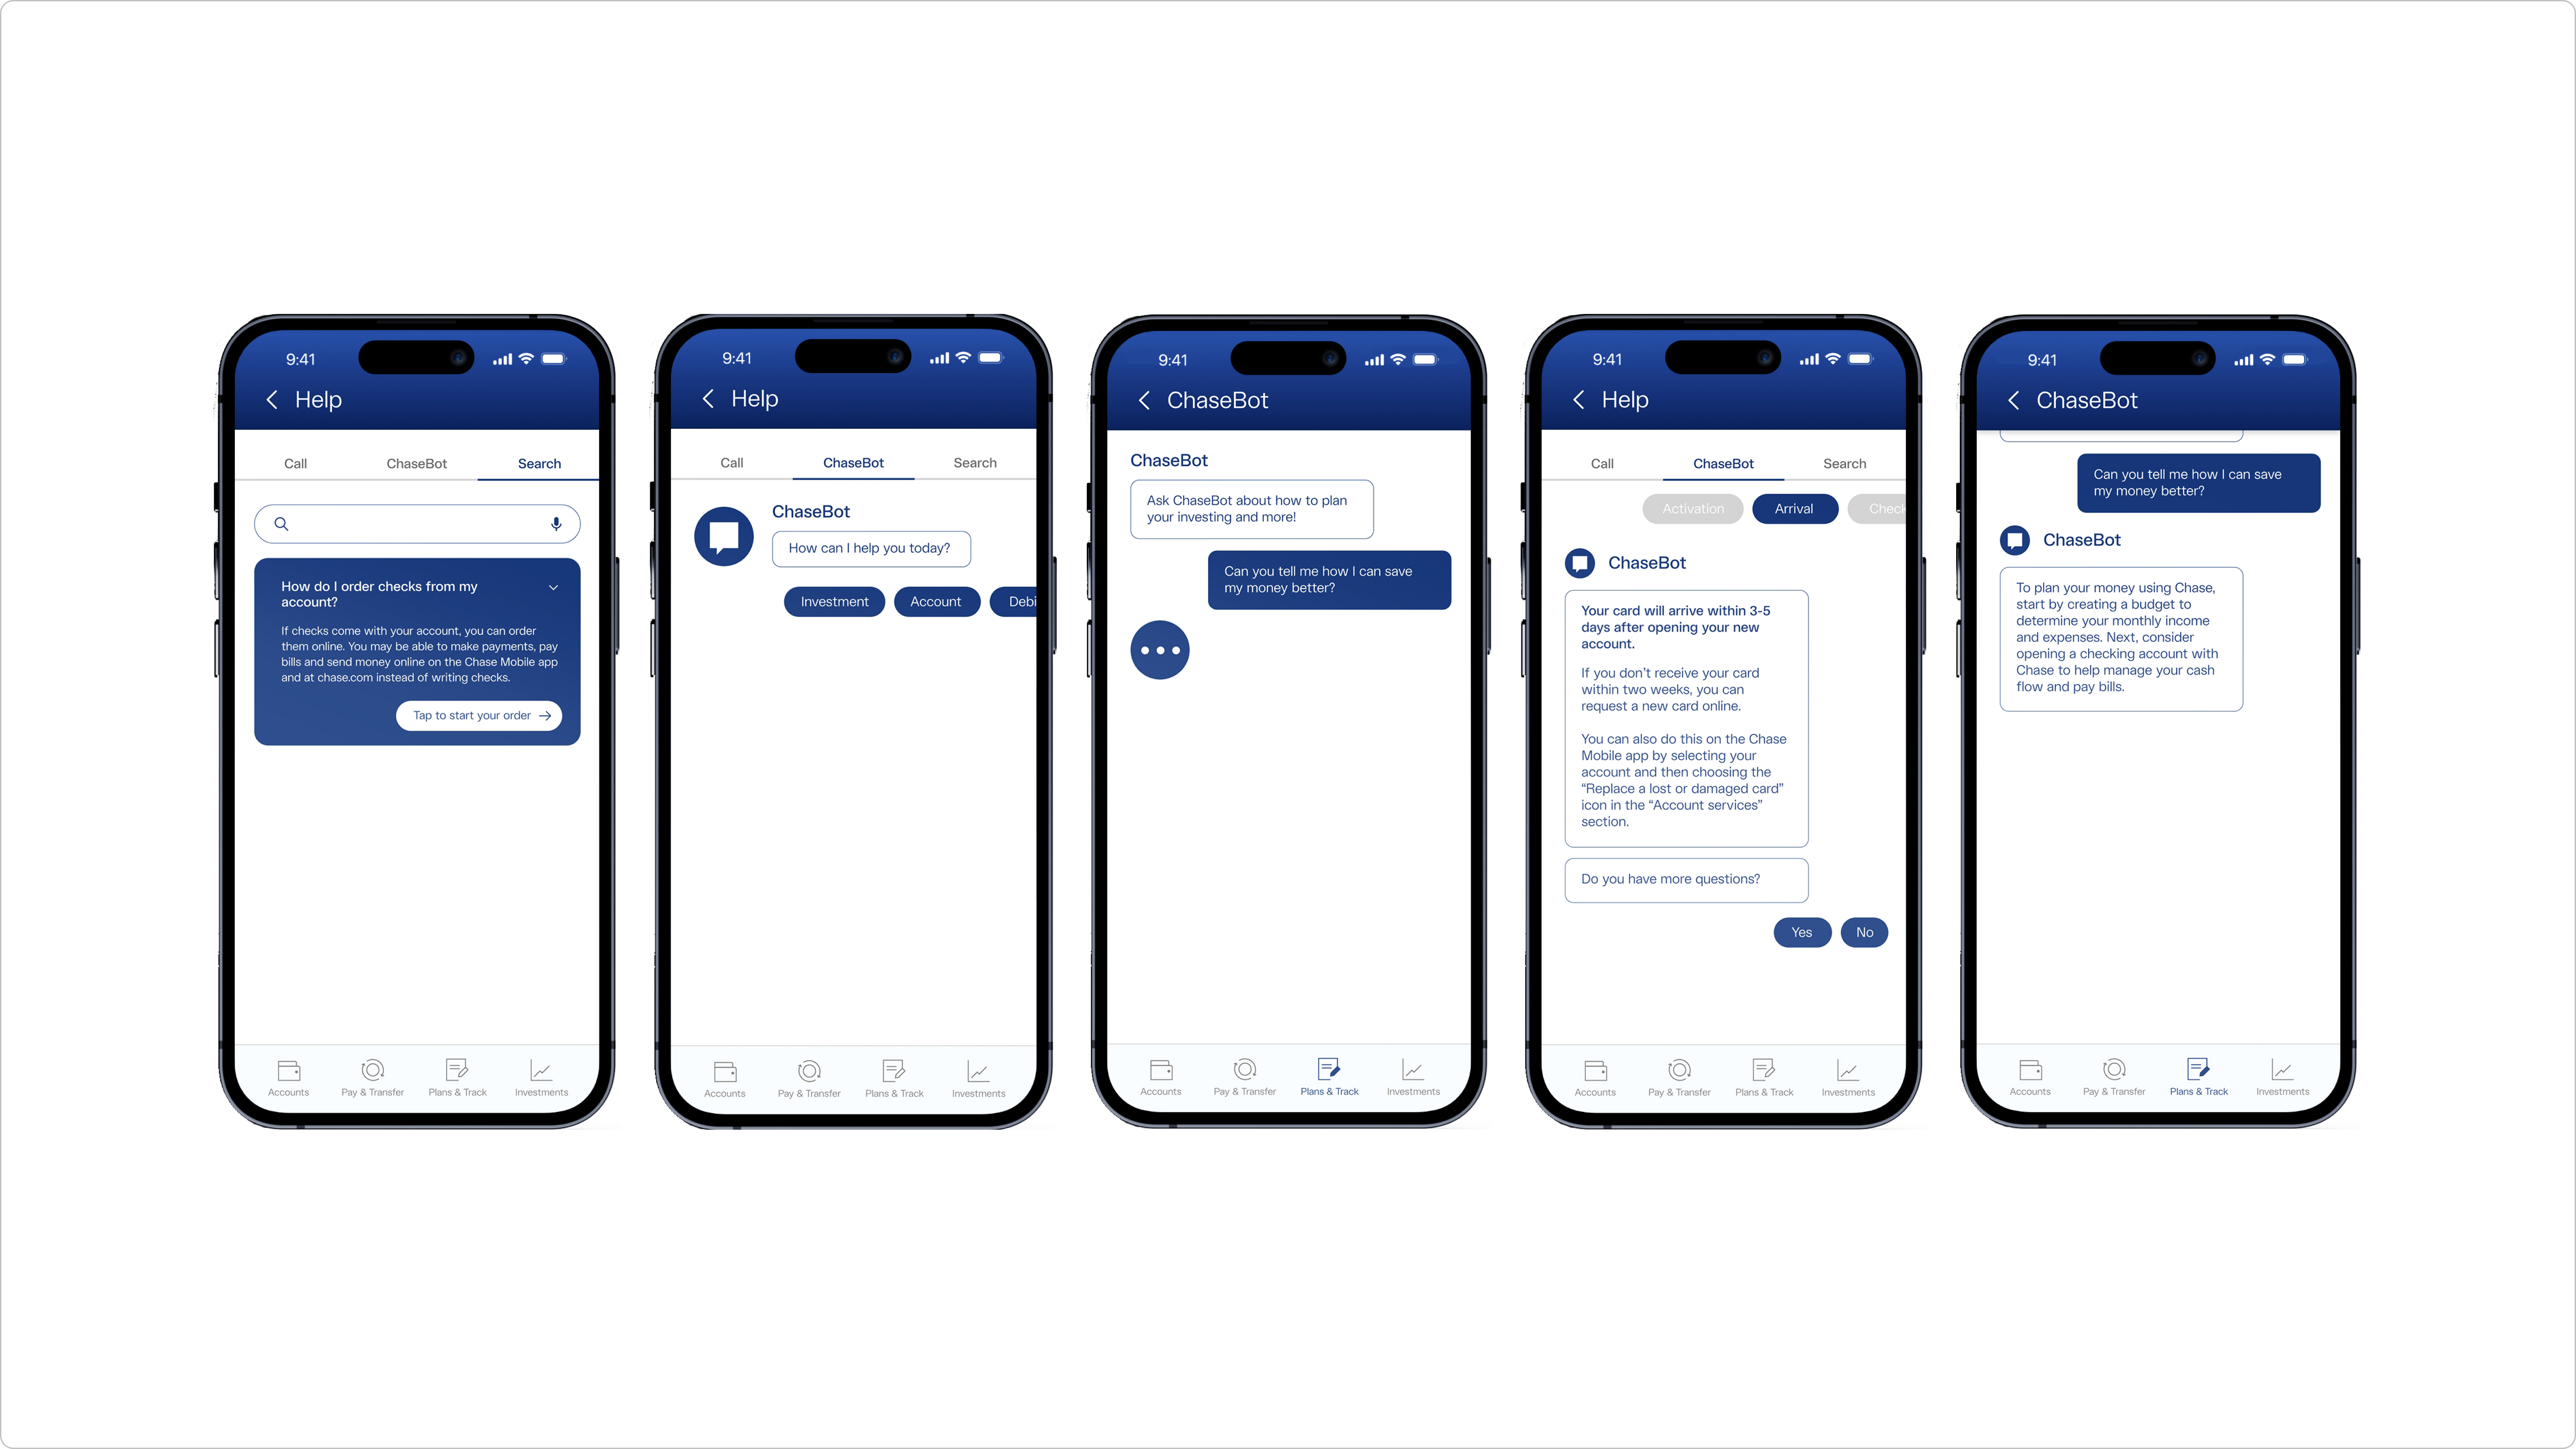 9:41
Help
Call ChaseBot Search
How do I order checks from my
account?
If checks come with your account, you can order
them online. You may be able to make payments, pay
bills and send money online on the Chase Mobile app
and at chase.com instead of writing checks.
Tap to start your order
Accounts Pay & Transfer Plans & Track Investments
9:41
Help
Call ChaseBot Search
ChaseBot
How can I help you today?
Investment Account Debi
Accounts Pay & Transfer Plans & Track Investments
9:41
ChaseBot
ChaseBot
Ask ChaseBot about how to plan
your investing and more!
Can you tell me how I can save
my money better?
Accounts Pay & Transfer Plans & Track Investments
9:41
Help
Call ChaseBot Search
Activation Arrival Check
ChaseBot
Your card will arrive within 3-5
days after opening your new
account.
If you don’t receive your card
within two weeks, you can
request a new card online.
You can also do this on the Chase
Mobile app by selecting your
account and then choosing the
“Replace a lost or damaged card”
icon in the “Account services”
section.
Do you have more questions?
Yes No
Accounts Pay & Transfer Plans & Track Investments
9:41
ChaseBot
Can you tell me how I can save
my money better?
ChaseBot
To plan your money using Chase,
start by creating a budget to
determine your monthly income
and expenses. Next, consider
opening a checking account with
Chase to help manage your cash
flow and pay bills.
Accounts Pay & Transfer Plans & Track Investments